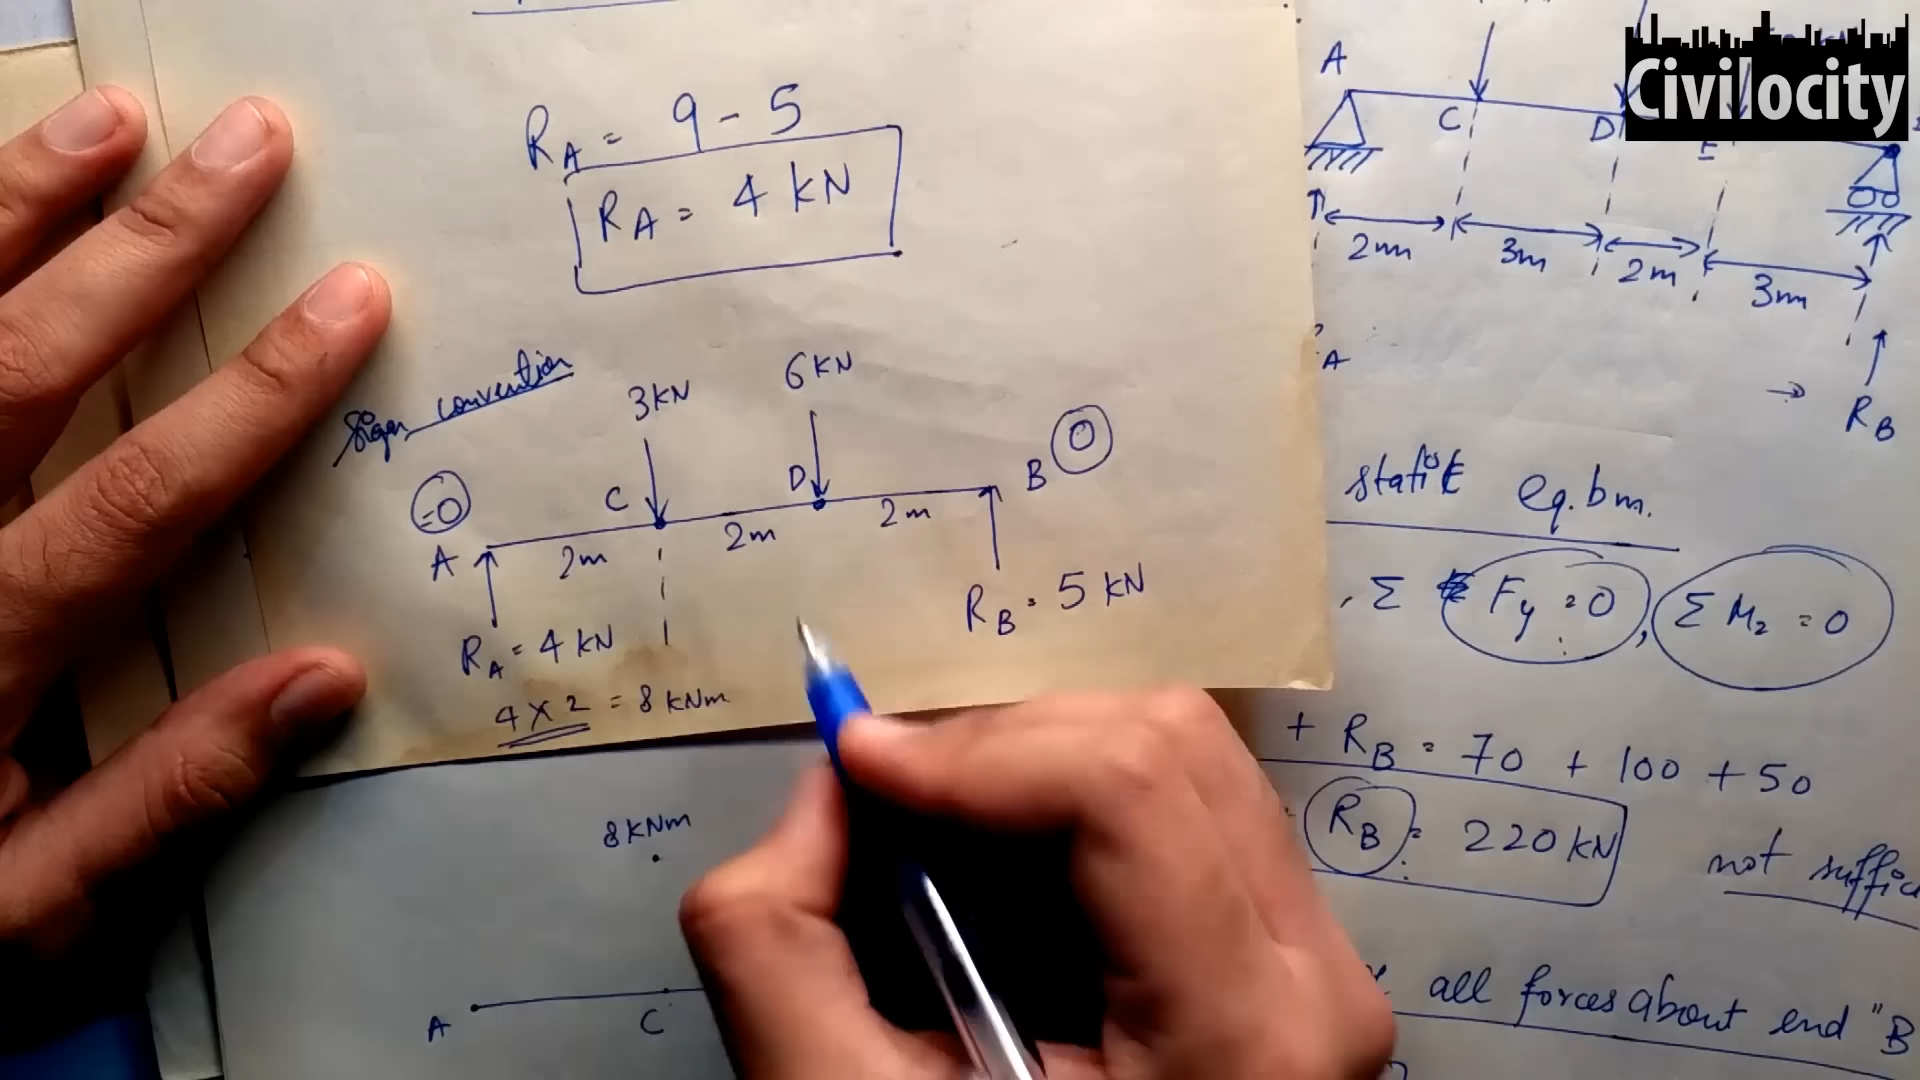 RA = 9 - 5
RA = 4 KN
Sign convention
3KN
6KN
=0
A
C
D
B
0
2m
2m
2m
RA = 4 KN
RB = 5 KN
4 X 2 = 8 KNm
8KNm
A
C
Civilocity
A
C
D
E
2m
3m
2m
3m
A
RB
static eq.bm.
, Σ Fy = 0, Σ Mz = 0
+ RB = 70 + 100 + 50
RB = 220 KN
not
all forces about end "B